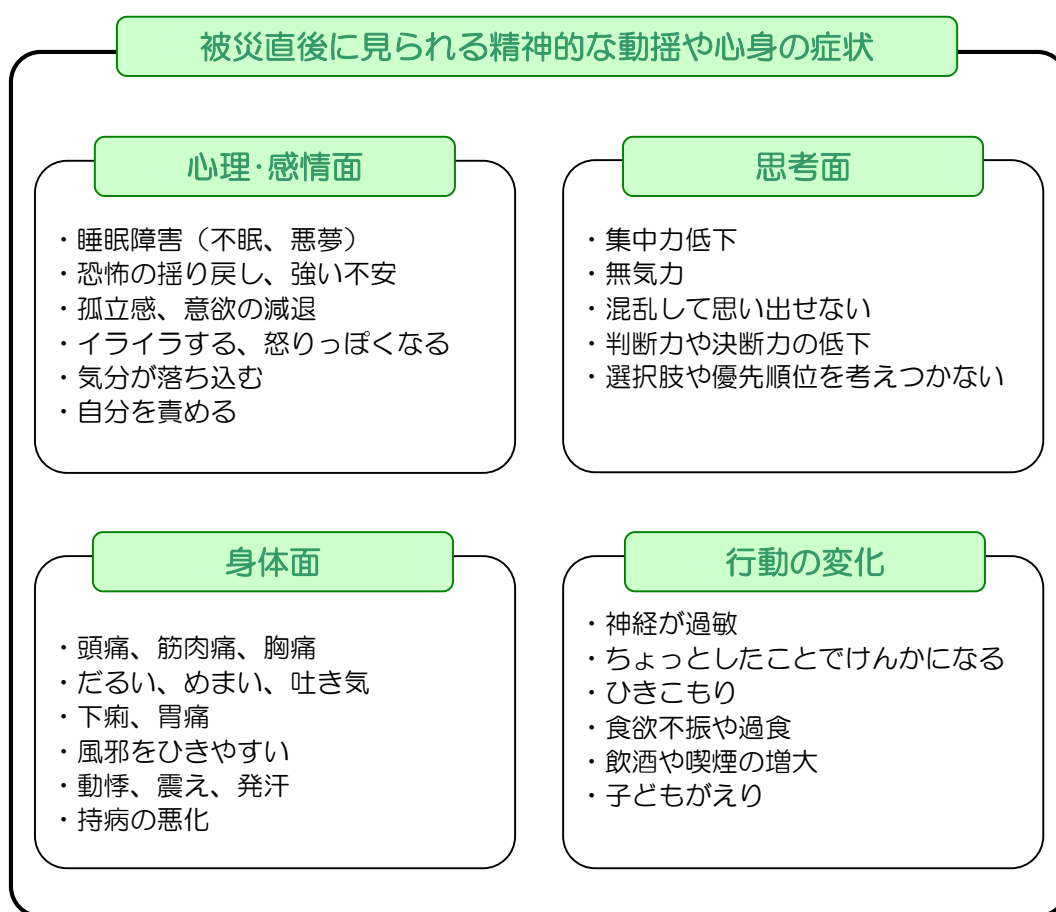 被災直後に見られる精神的な動揺や心身の症状
心理・感情面
・睡眠障害（不眠、悪夢）
・恐怖の揺り戻し、強い不安
・孤立感、意欲の減退
・イライラする、怒りっぽくなる
・気分が落ち込む
・自分を責める
思考面
・集中力低下
・無気力
・混乱して思い出せない
・判断力や決断力の低下
・選択肢や優先順位を考えつかない
身体面
・頭痛、筋肉痛、胸痛
・だるい、めまい、吐き気
・下痢、胃痛
・風邪をひきやすい
・動悸、震え、発汗
・持病の悪化
行動の変化
・神経が過敏
・ちょっとしたことでけんかになる
・ひきこもり
・食欲不振や過食
・飲酒や喫煙の増大
・子どもがえり